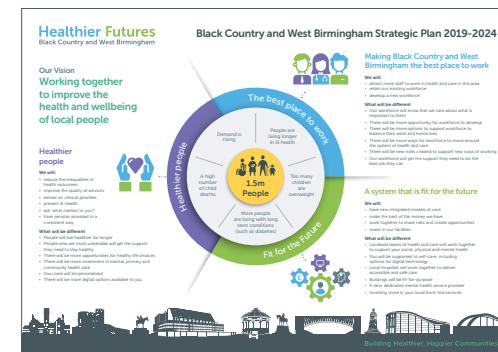 Healthier Futures
Black Country and West Birmingham
Black Country and West Birmingham Strategic Plan 2019-2024
Our Vision
Working together
to improve the
health and wellbeing
of local people
Healthier
people
We will:
• reduce the inequalities in
health outcomes
• improve the quality of services
• deliver on clinical priorities
• prevent ill health
• ask "what matters to you?"
• have services provided in a
consistent way
What will be different
• People will be healthier for longer
• People who are most vulnerable will get the support
they need to stay healthy
• There will be more opportunities for healthy life choices
• There will be more investment in mental, primary and
community health care
• Your care will be personalised
• There will be more digital options available to you
Healthier people
The best place to work
Fit for the Future
Demand is
rising
People are
living longer
in ill health
Too many
children
are
overweight
More people
are living with long
term conditions
(such as diabetes)
A high
number
of child
deaths
1.5m
People
Making Black Country and West
Birmingham the best place to work
We will:
• attract more staff to work in health and care in this area
• retain our existing workforce
• develop a new workforce
What will be different
• Our workforce will know that we care about what is
important to them
• There will be more opportunity for workforce to develop
• There will be more options to support workforce to
balance their work and home lives
• There will be more ways for workforce to move around
the system of health and care
• There will be new roles created to support new ways of working
• Our workforce will get the support they need to do the
best job they can
A system that is fit for the future
We will:
• have new integrated models of care
• make the best of the money we have
• work together to share risks and create opportunities
• invest in our facilities
What will be different
• Localised teams of health and care will work together
to support your social, physical and mental health
• You will be supported to self-care, including
options for digital technology
• Local hospitals will work together to deliver
accessible and safe care
• Buildings will be fit-for-purpose
• A new, dedicated mental health service provider
• Investing more in your local front-line services
Building Healthier, Happier Communities